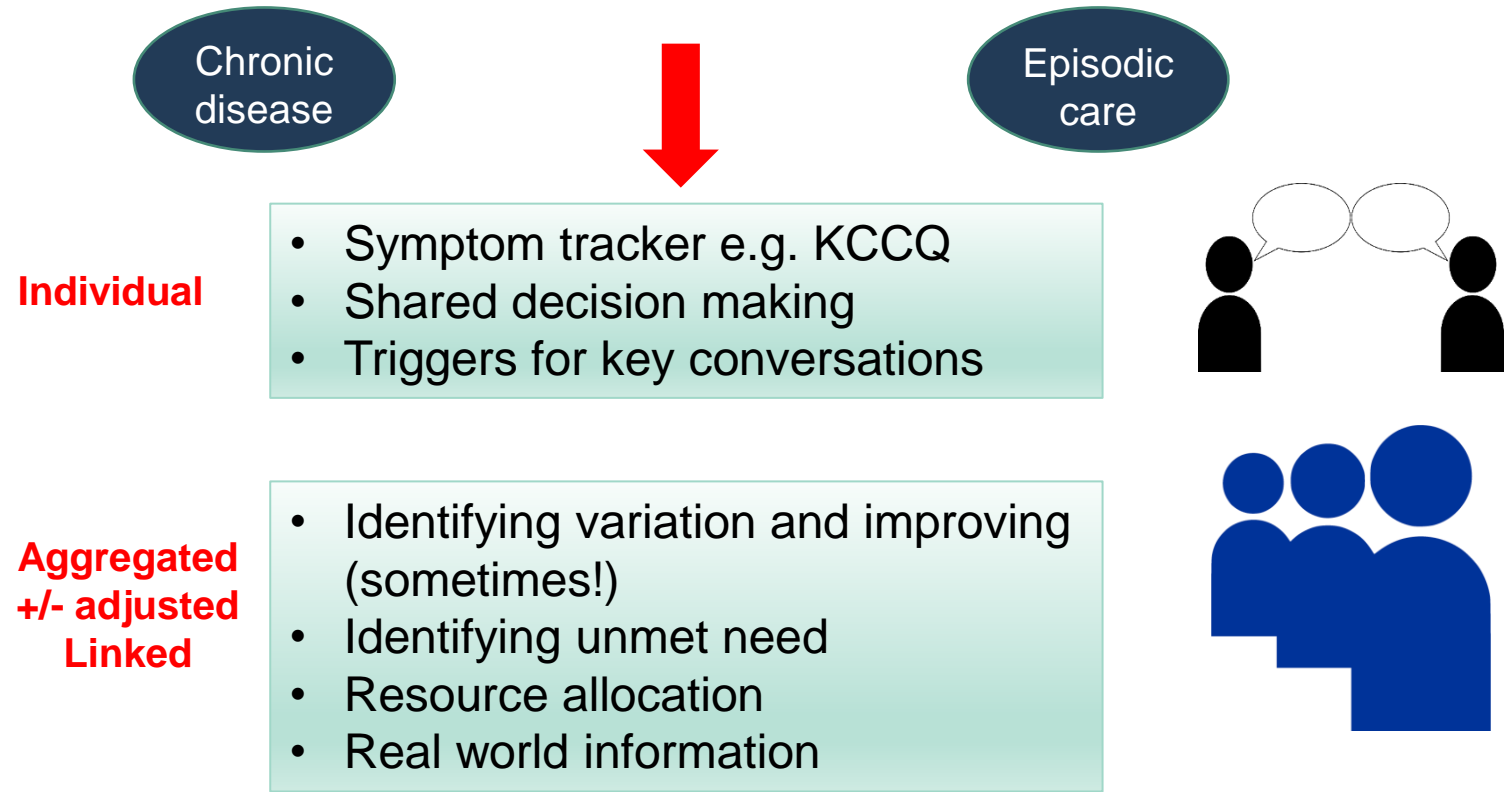 Chronic
disease
Episodic
care
Individual
• Symptom tracker e.g. KCCQ
• Shared decision making
• Triggers for key conversations
Aggregated
+/- adjusted
Linked
• Identifying variation and improving
(sometimes!)
• Identifying unmet need
• Resource allocation
• Real world information